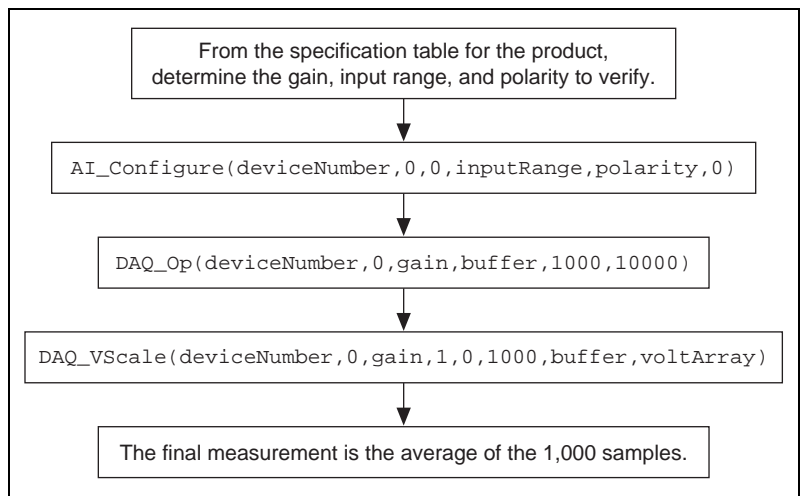 From the specification table for the product,
determine the gain, input range, and polarity to verify.
AI_Configure(deviceNumber,0,0,inputRange,polarity,0)
DAQ_Op(deviceNumber,0,gain,buffer,1000,10000)
DAQ_VScale(deviceNumber,0,gain,1,0,1000,buffer,voltArray)
The final measurement is the average of the 1,000 samples.